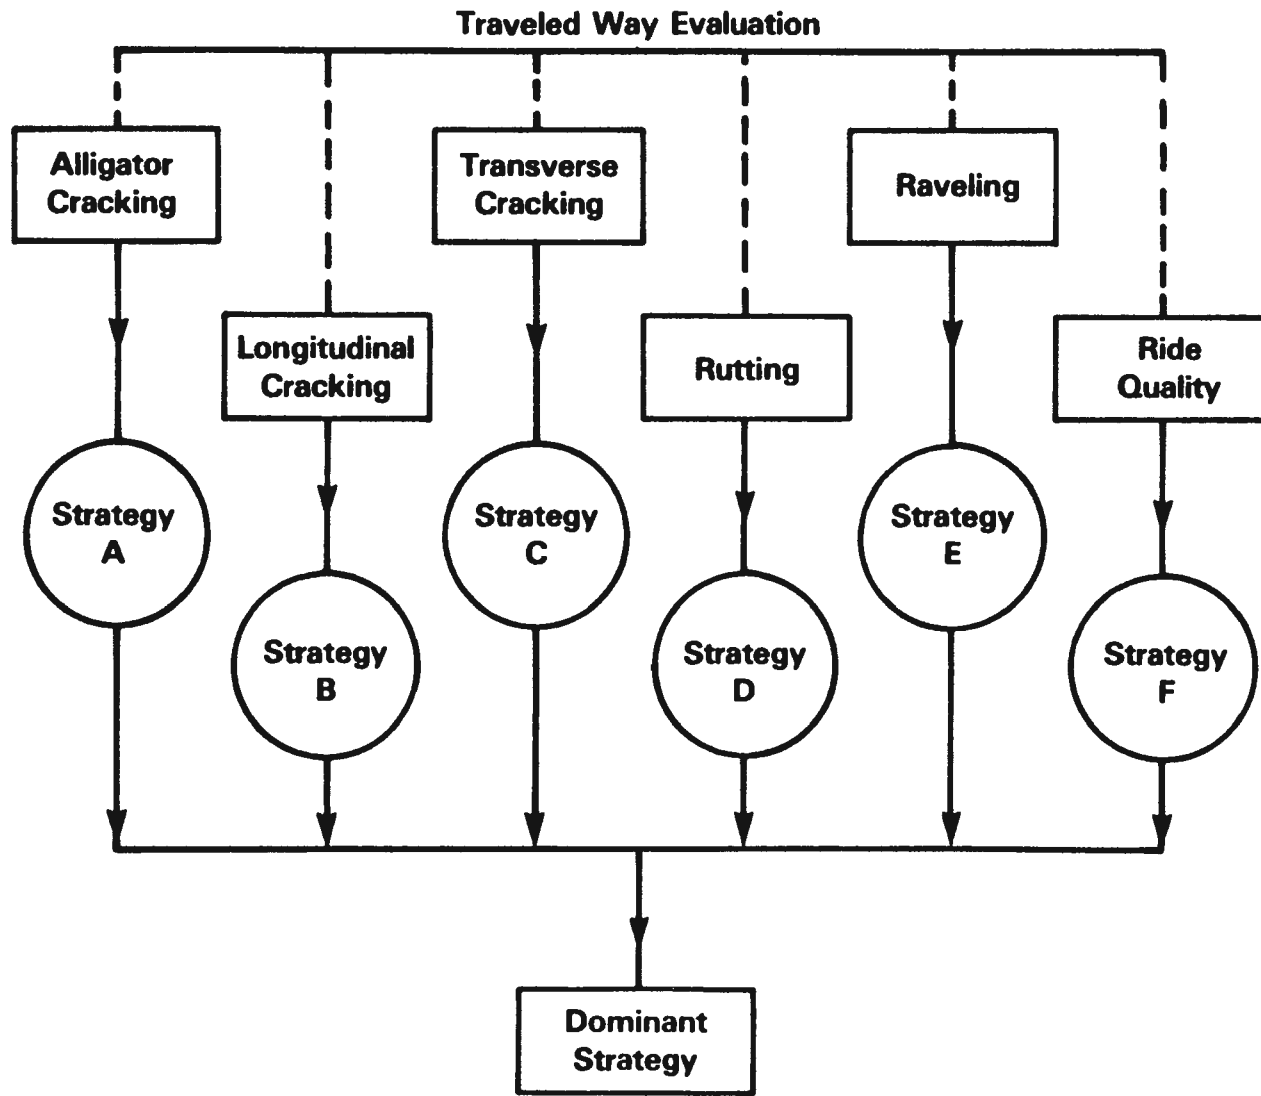 Traveled Way Evaluation
Alligator
Cracking
Transverse
Cracking
Raveling
Longitudinal
Cracking
Rutting
Ride
Quality
Strategy
A
Strategy
C
Strategy
E
Strategy
B
Strategy
D
Strategy
F
Dominant
Strategy